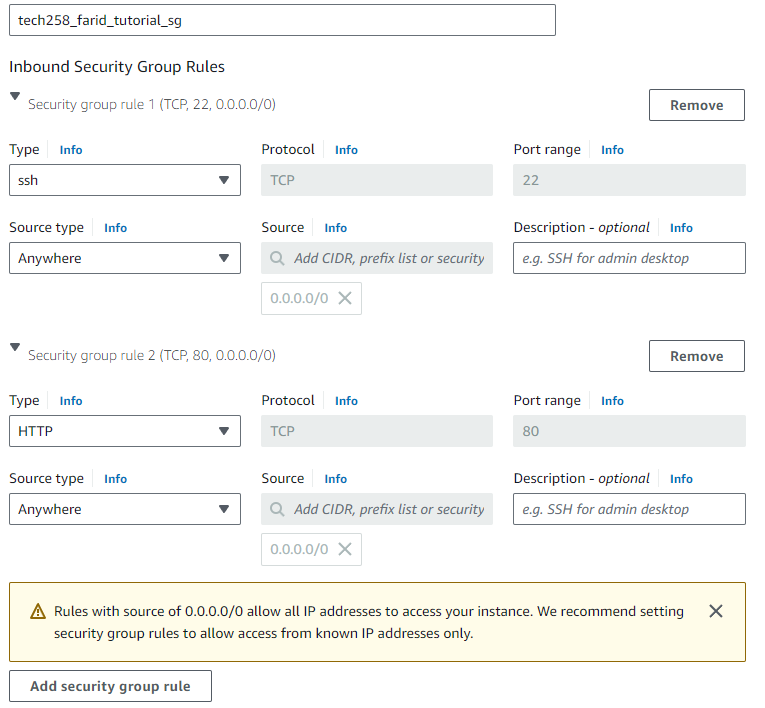 tech258_farid_tutorial_sg
Inbound Security Group Rules
Security group rule 1 (TCP, 22, 0.0.0.0/0)
Remove
Type Info Protocol Info Port range Info
ssh TCP 22
Source type Info Source Info Description - optional Info
Anywhere Add CIDR, prefix list or security e.g. SSH for admin desktop
0.0.0.0/0
Security group rule 2 (TCP, 80, 0.0.0.0/0)
Remove
Type Info Protocol Info Port range Info
HTTP TCP 80
Source type Info Source Info Description - optional Info
Anywhere Add CIDR, prefix list or security e.g. SSH for admin desktop
0.0.0.0/0
Rules with source of 0.0.0.0/0 allow all IP addresses to access your instance. We recommend setting
security group rules to allow access from known IP addresses only.
Add security group rule